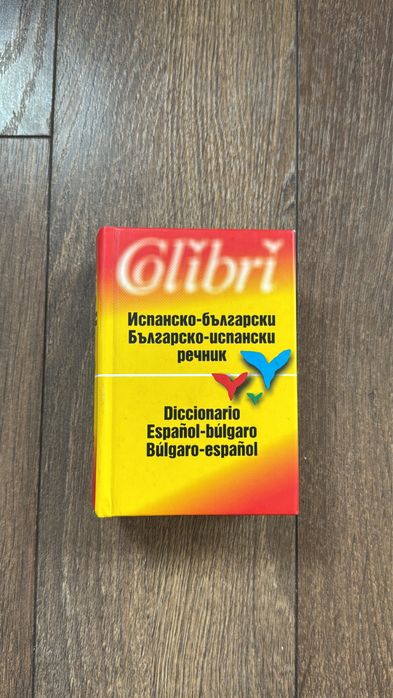 Colibri
Испанско-български
Българско-испански
речник
Diccionario
Español-búlgaro
Búlgaro-español